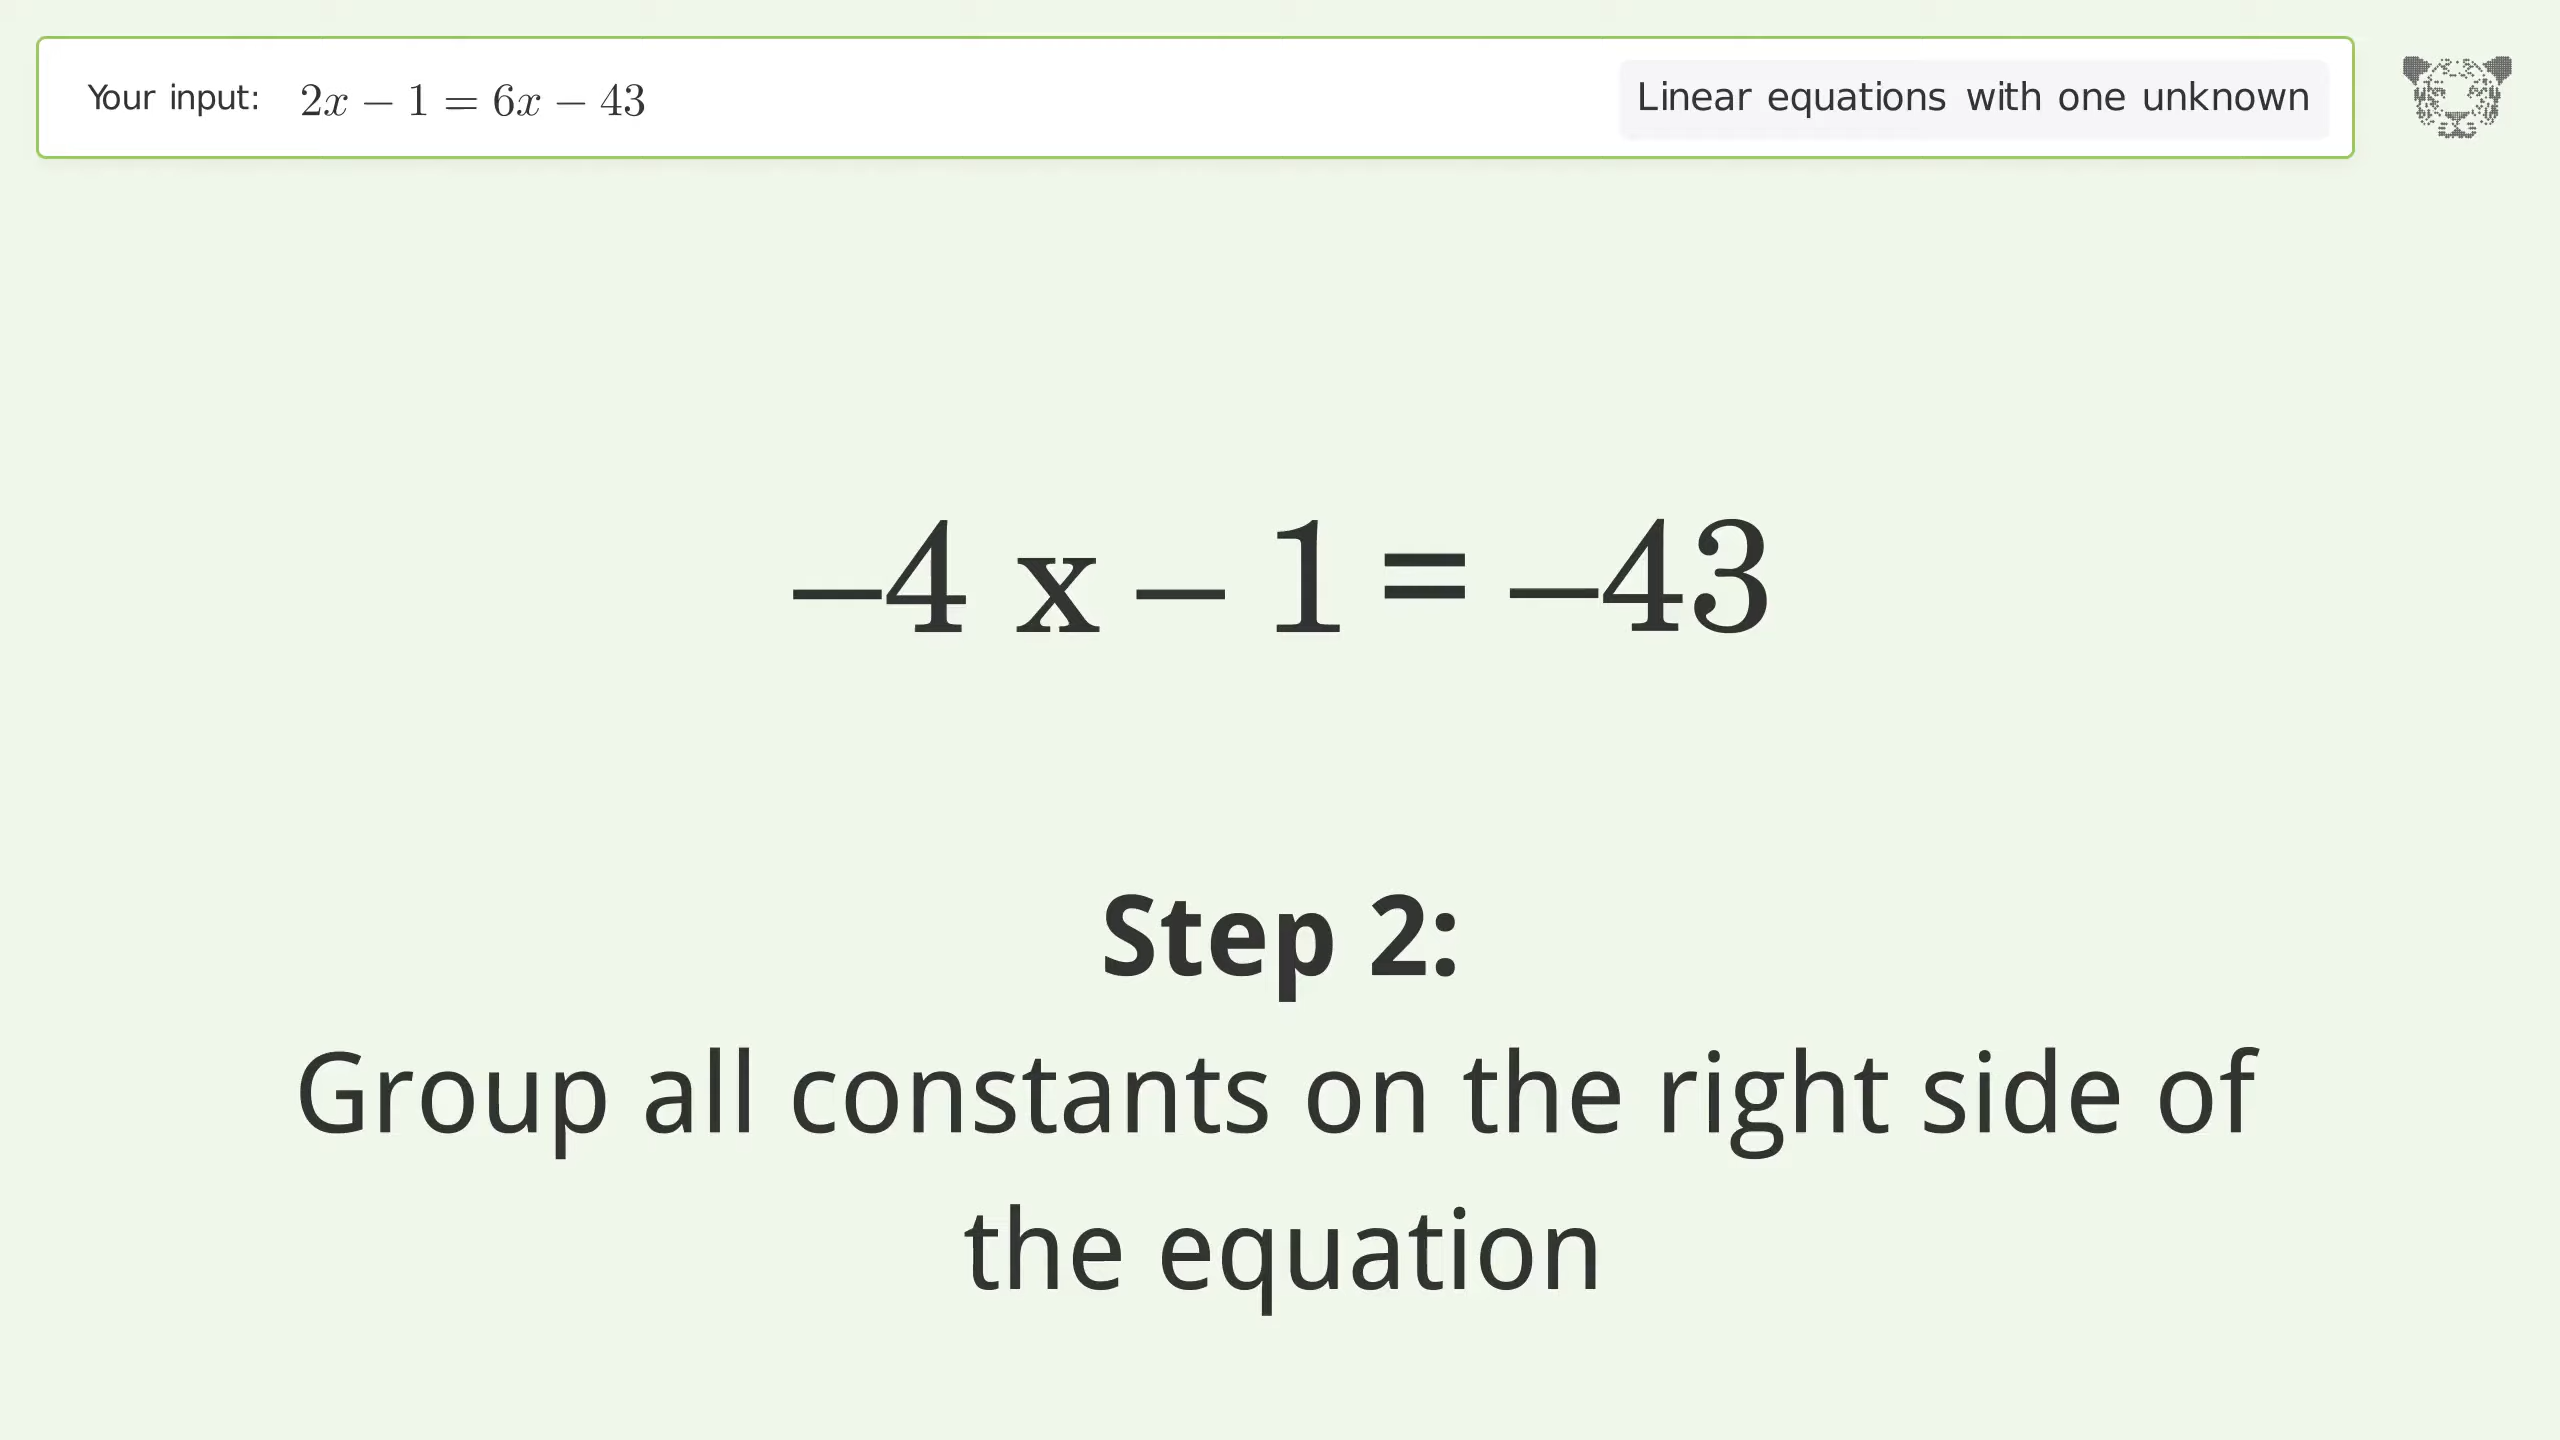 Your input: 2x − 1 = 6x − 43
Linear equations with one unknown
−4 x − 1 = −43
Step 2:
Group all constants on the right side of
the equation